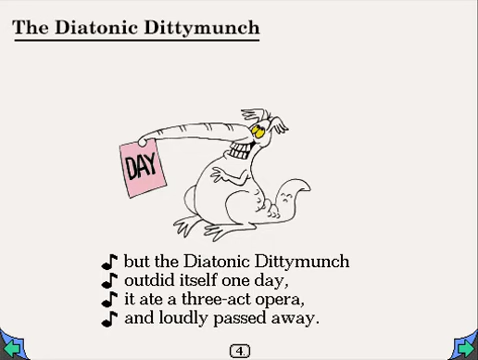 The Diatonic Dittymunch
DAY
but the Diatonic Dittymunch
outdid itself one day,
it ate a three-act opera,
and loudly passed away.
4